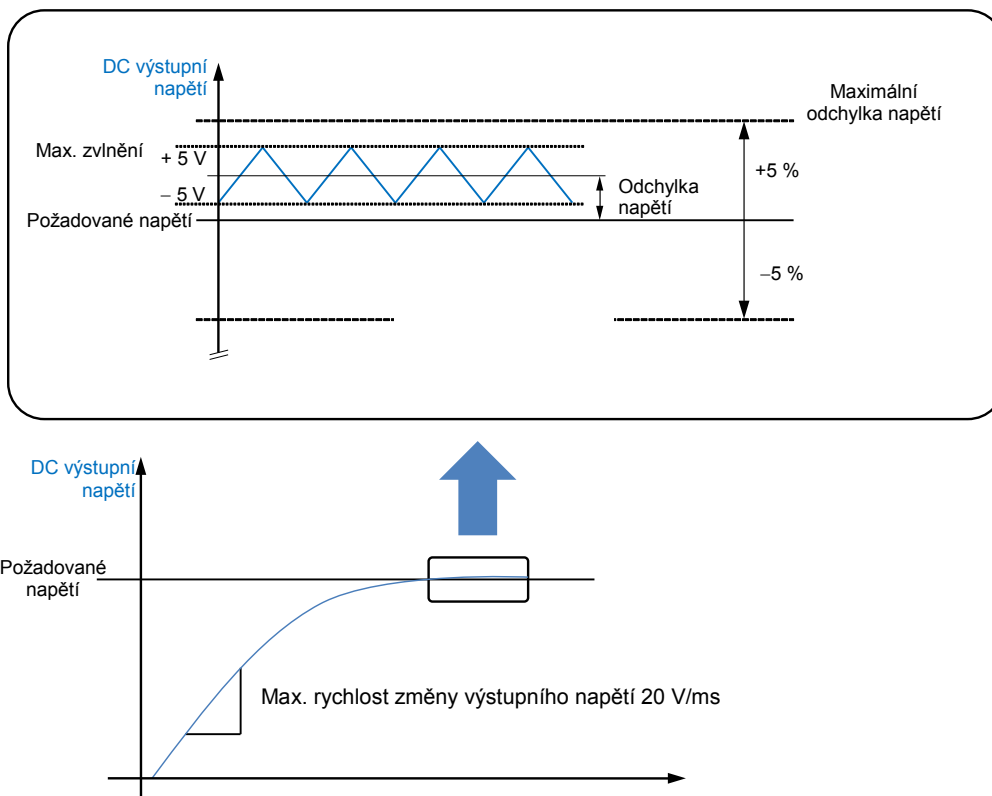 DC výstupní
napětí
Maximální
odchylka napětí
Max. zvlnění
+ 5 V
+5 %
Odchylka
napětí
– 5 V
Požadované napětí
–5 %
DC výstupní
napětí
Požadované
napětí
Max. rychlost změny výstupního napětí 20 V/ms